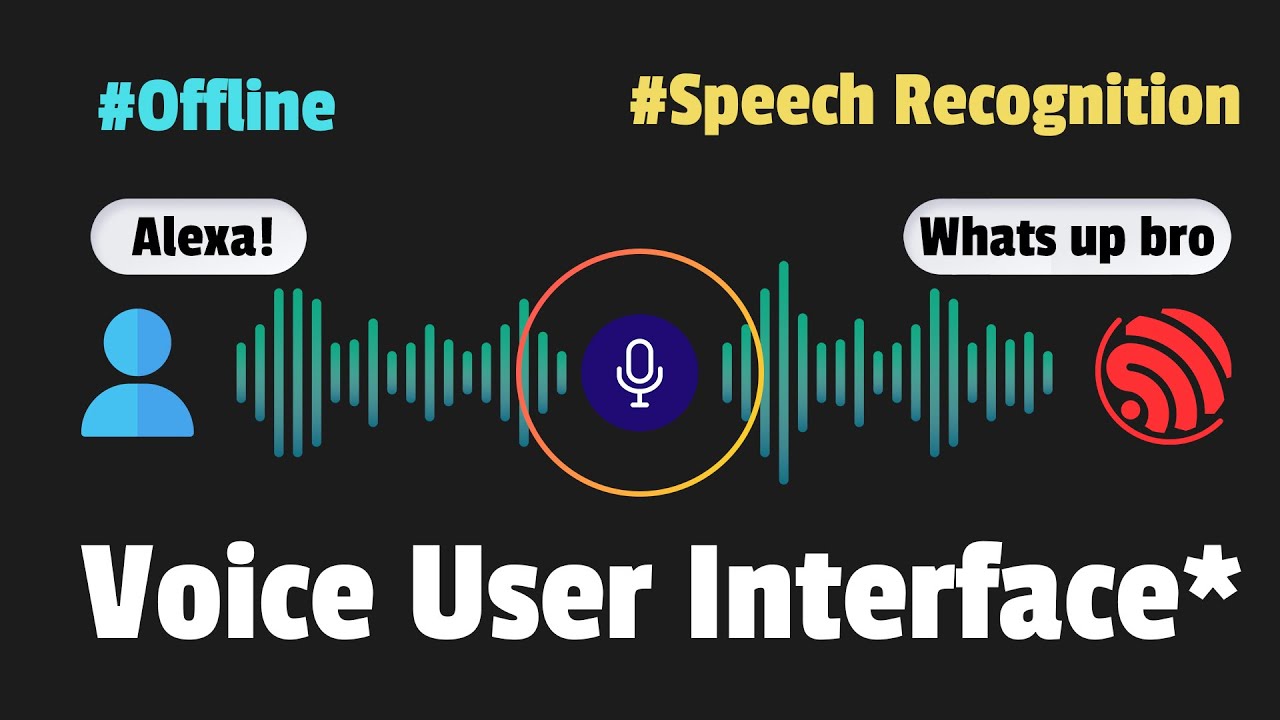 #Offline
#Speech Recognition
Alexa!
Whats up bro
Voice User Interface*